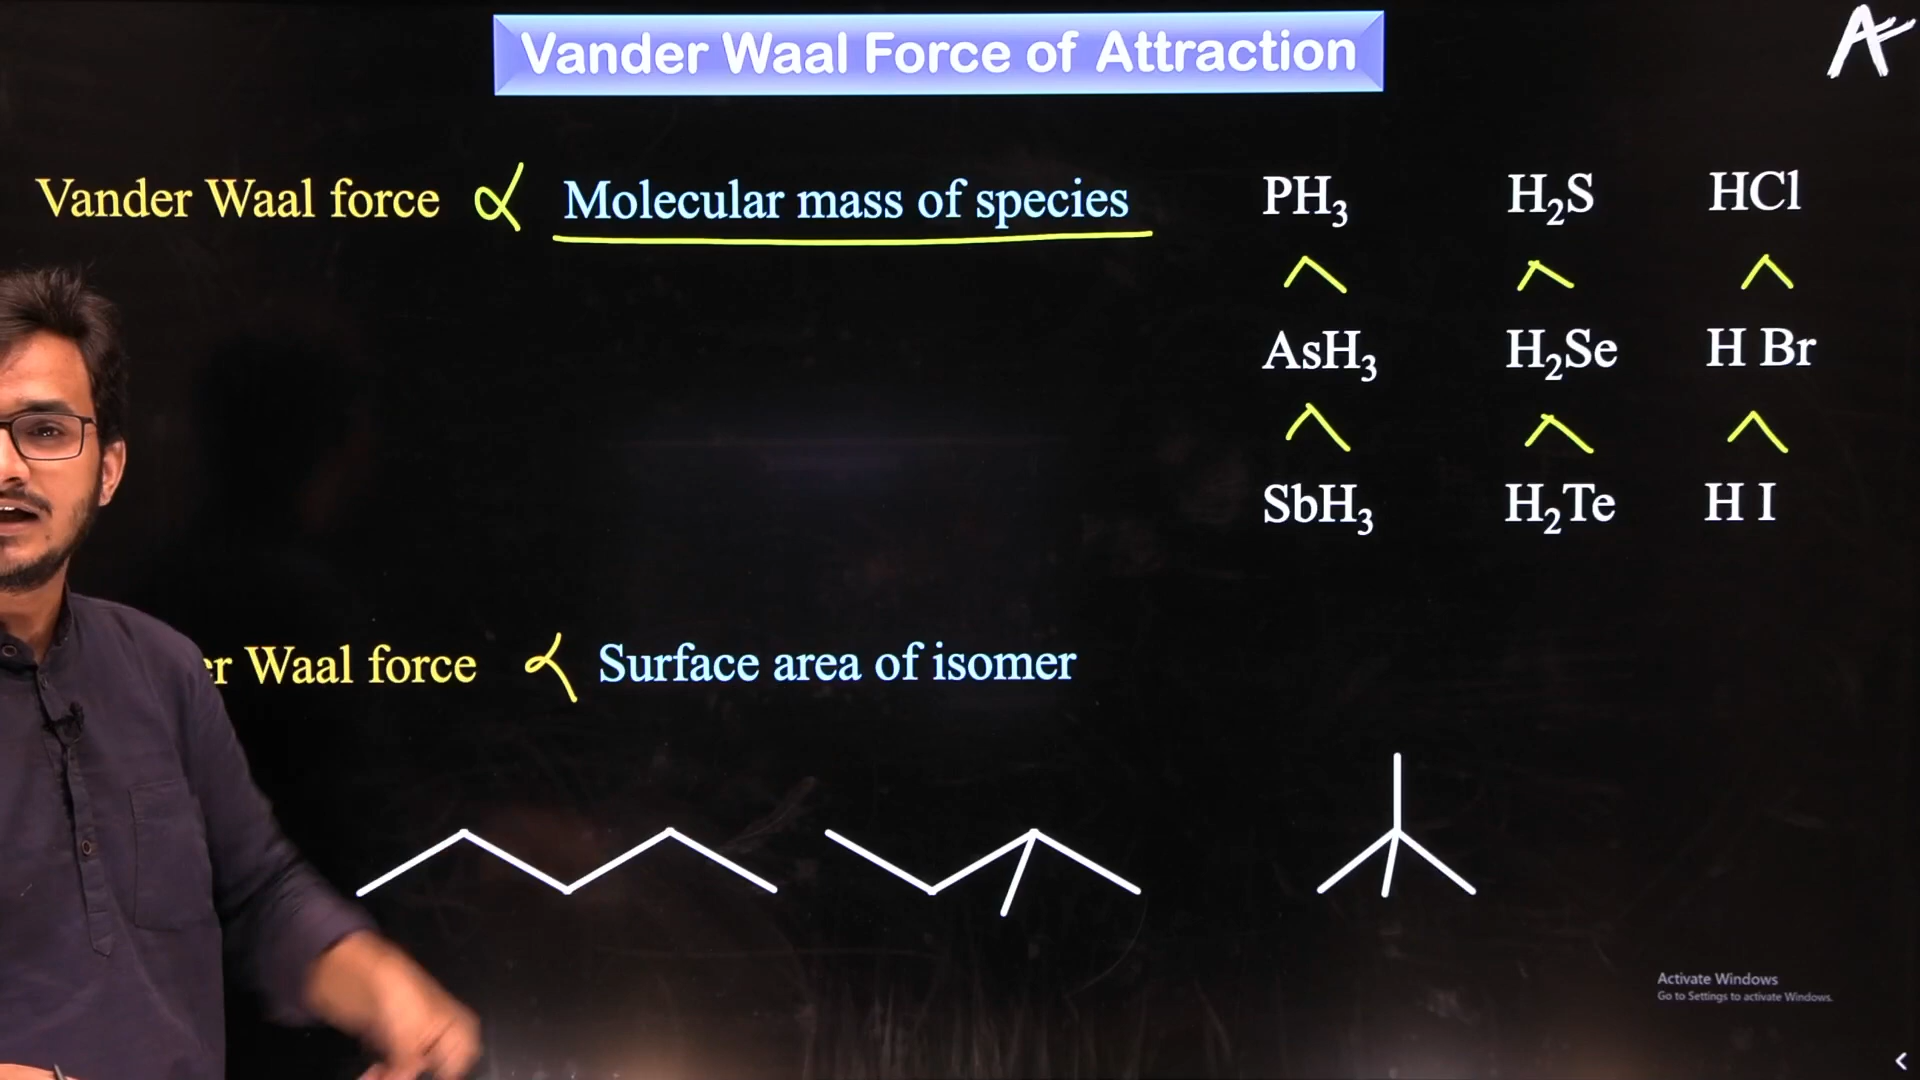 Vander Waal Force of Attraction
Vander Waal force ∝ Molecular mass of species
PH₃ H₂S HCl
AsH₃ H₂Se H Br
SbH₃ H₂Te H I
Waal force ∝ Surface area of isomer
Activate Windows
Go to Settings to activate Windows.